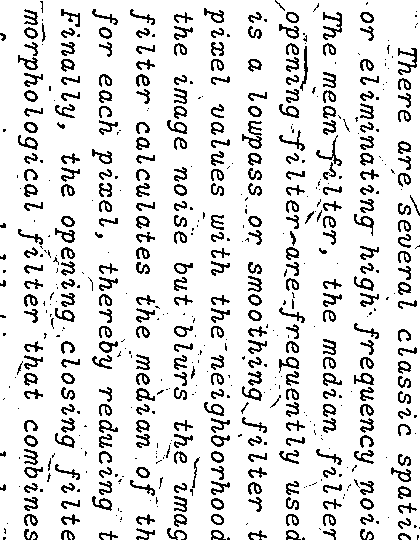 There are several classic spati
or eliminating high frequency nois
The mean filter, the median filter
opening filter are frequently used
is a lowpass or smoothing filter t
pixel values with the neighborhood
the image noise but blurs the imag
filter calculates the median of th
for each pixel, thereby reducing t
Finally, the opening closing filte
morphological filter that combines